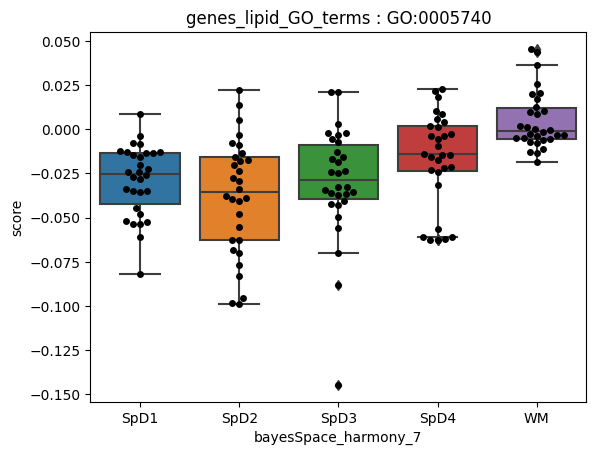 genes_lipid_GO_terms : GO:0005740
0.050
0.025
0.000
−0.025
−0.050
−0.075
−0.100
−0.125
−0.150
score
SpD1 SpD2 SpD3 SpD4 WM
bayesSpace_harmony_7